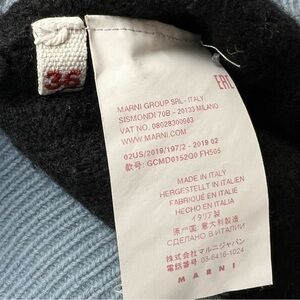 36
EAC
MARNI GROUP SRL - ITALY
SISMONDI 70B - 20133 MILANO
VAT NO. 08028300963
WWW.MARNI.COM
02US/2019/197/2 - 2019 02
款号: GCMD0152Q0 FH505
MADE IN ITALY
HERGESTELLT IN ITALIEN
FABRIQUÉ EN ITALIE
HECHO EN ITALIA
イタリア製
原产国: 意大利製造
СДЕЛАНО В ИТАЛИИ
株式会社マルニジャパン
電話番号 03-6416-1024
MARNI